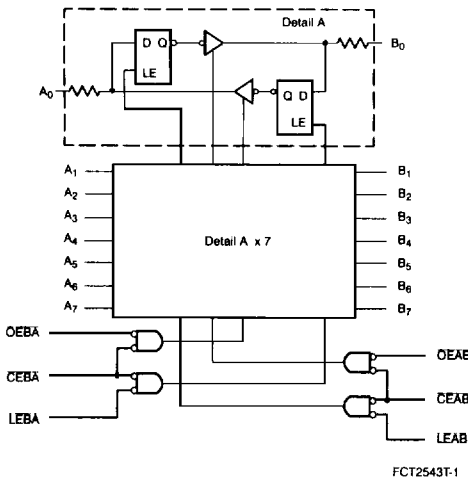 Detail A
D Q
LE
B0
A0
Q D
LE
A1
B1
A2
B2
A3
B3
A4
Detail A x 7
B4
A5
B5
A6
B6
A7
B7
OEBA
OEAB
CEBA
CEAB
LEBA
LEAB
FCT2543T-1